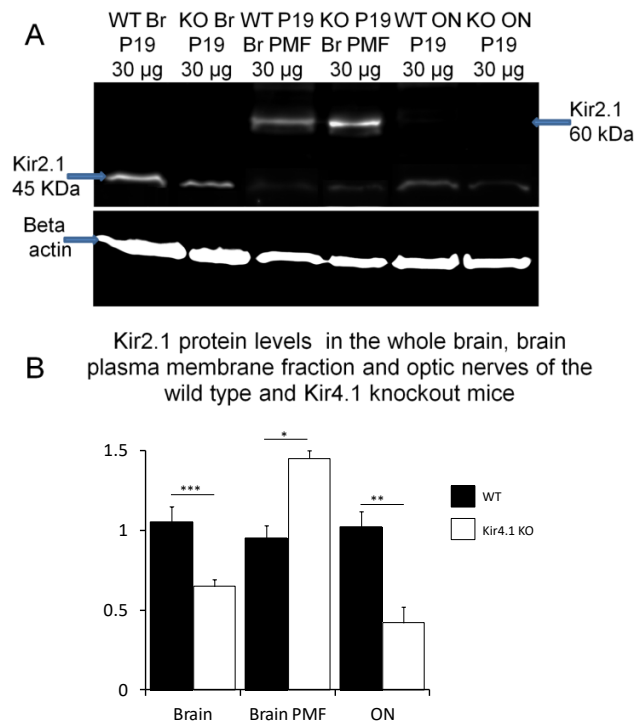 A
WT Br KO Br WT P19 KO P19 WT ON KO ON
P19 P19 Br PMF Br PMF P19 P19
30 µg 30 µg 30 µg 30 µg 30 µg 30 µg
Kir2.1
60 kDa
Kir2.1
45 KDa
Beta
actin
Kir2.1 protein levels in the whole brain, brain
B plasma membrane fraction and optic nerves of the
wild type and Kir4.1 knockout mice
1.5
1
0.5
0
***
*
**
WT
Kir4.1 KO
Brain Brain PMF ON